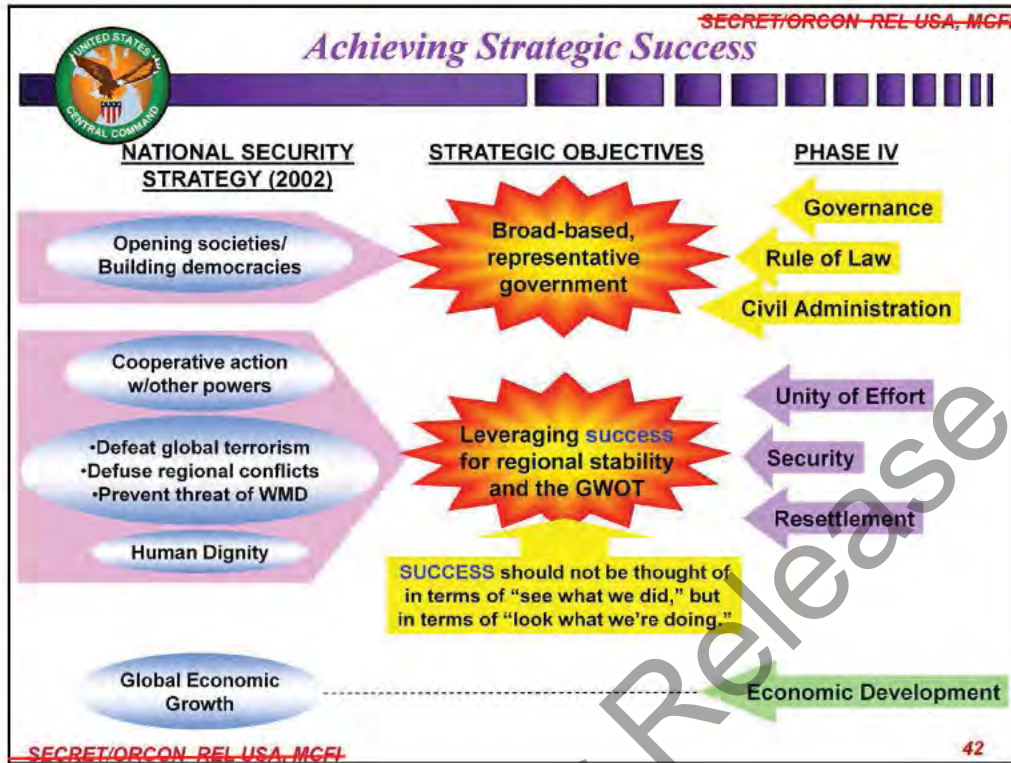 SECRET/ORCON REL USA, MCFI
Achieving Strategic Success
UNITED STATES
CENTRAL COMMAND
NATIONAL SECURITY
STRATEGY (2002)
STRATEGIC OBJECTIVES
PHASE IV
Opening societies/
Building democracies
Broad-based,
representative
government
Governance
Rule of Law
Civil Administration
Cooperative action
w/other powers
•Defeat global terrorism
•Defuse regional conflicts
•Prevent threat of WMD
Human Dignity
Leveraging success
for regional stability
and the GWOT
Unity of Effort
Security
Resettlement
SUCCESS should not be thought of
in terms of “see what we did,” but
in terms of “look what we’re doing.”
Global Economic
Growth
Economic Development
SECRET/ORCON REL USA, MCFI
42
Release